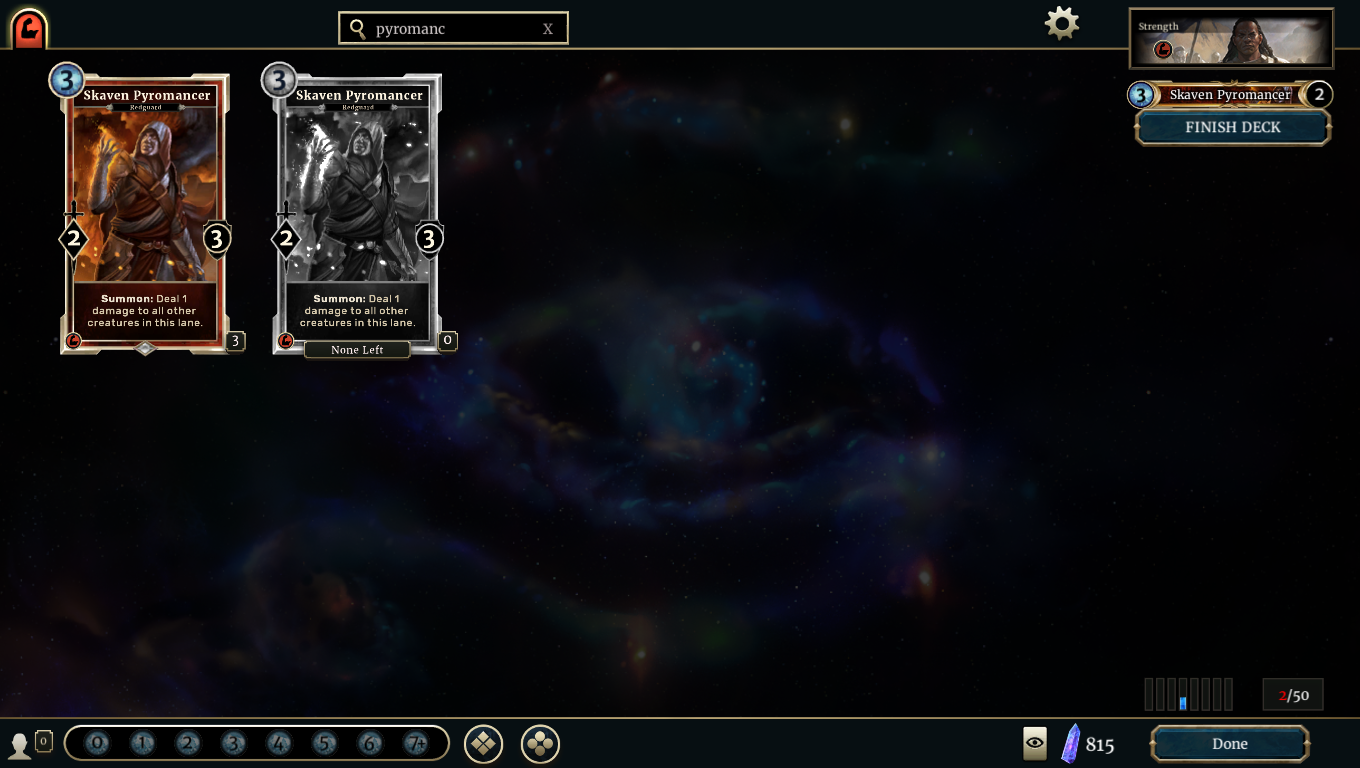 pyromanc X
Strength
3 Skaven Pyromancer 2
FINISH DECK
3
Skaven Pyromancer
Redguard
2 3
Summon: Deal 1
damage to all other
creatures in this lane.
3
3
Skaven Pyromancer
Redguard
2 3
Summon: Deal 1
damage to all other
creatures in this lane.
None Left
0
2/50
0 0 1 2 3 4 5 6 7+ 815 Done